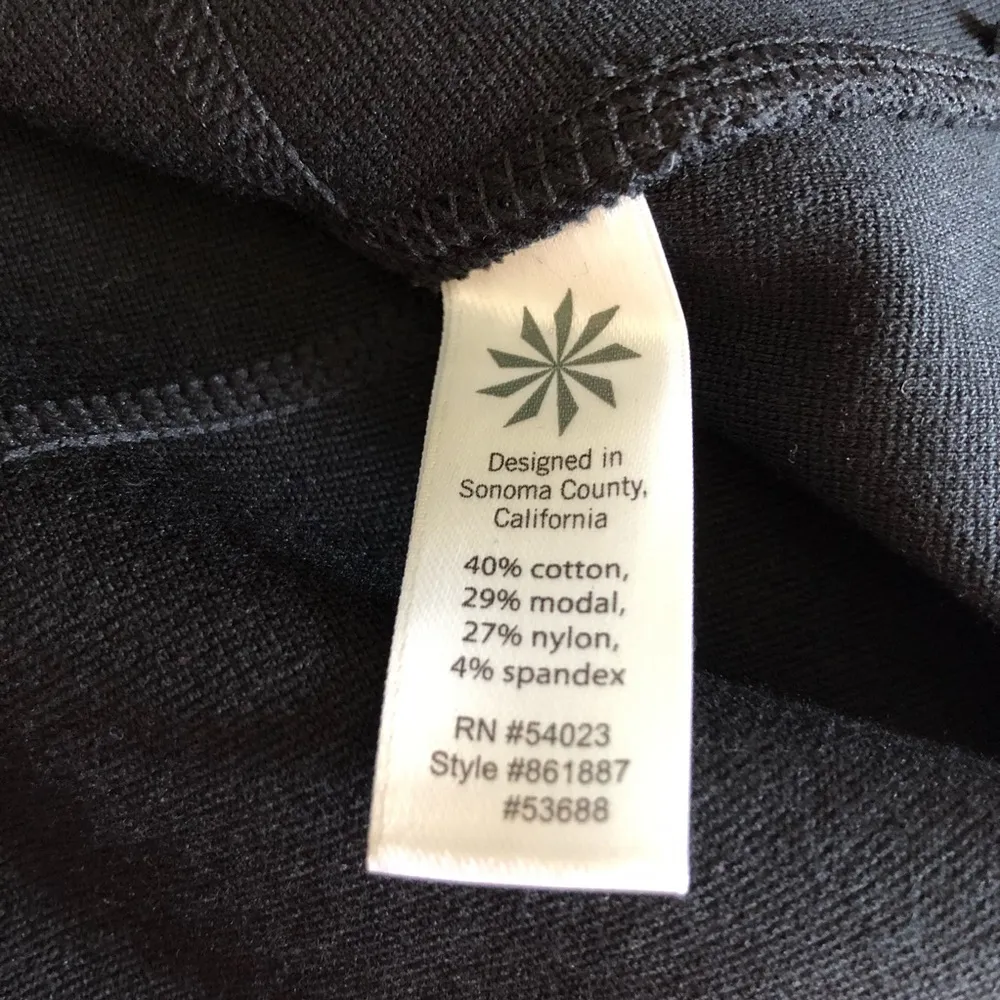 Designed in
Sonoma County,
California
40% cotton,
29% modal,
27% nylon,
4% spandex
RN #54023
Style #861887
#53688